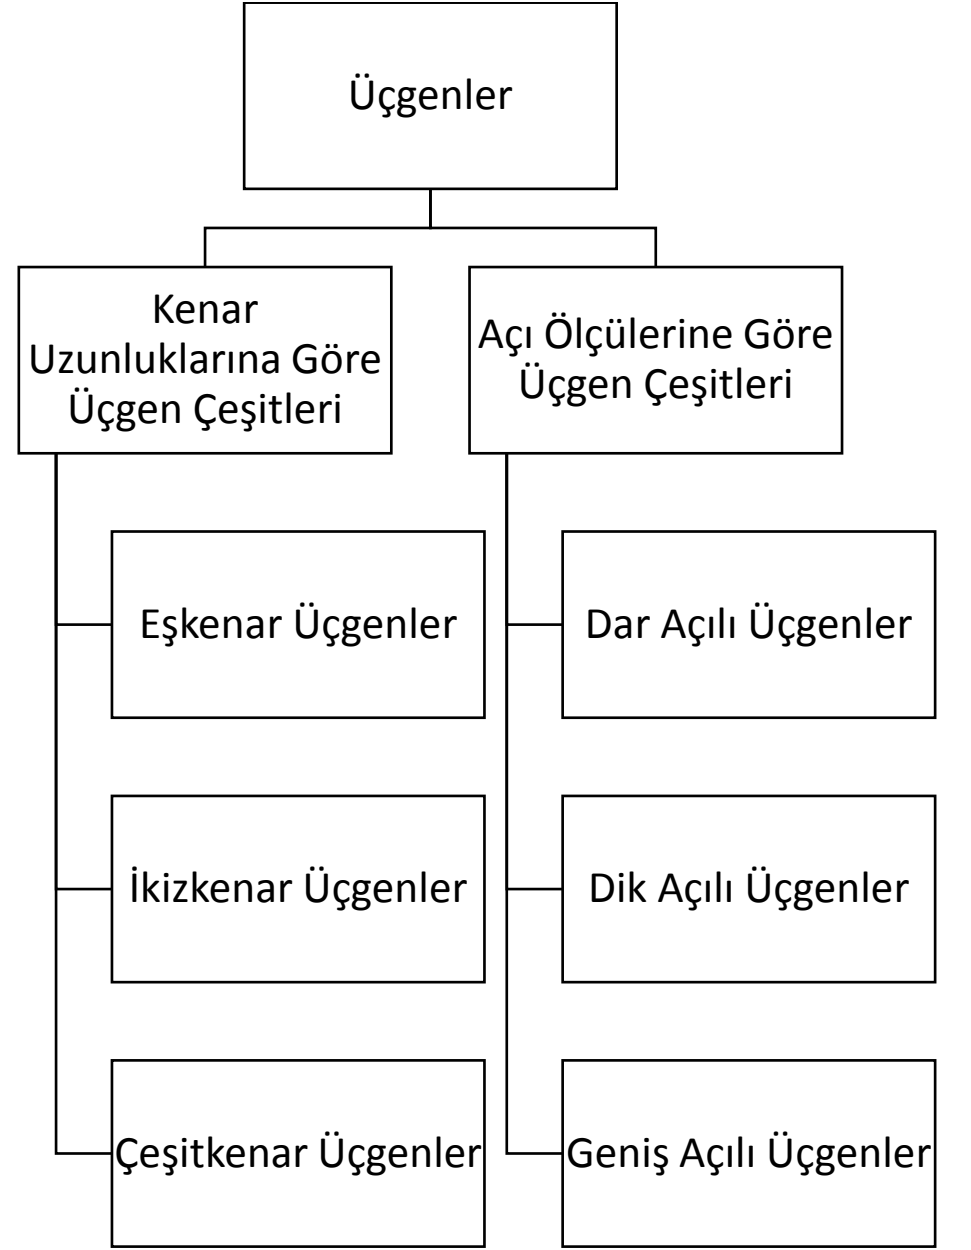 Üçgenler
Kenar
Uzunluklarına Göre
Üçgen Çeşitleri
Eşkenar Üçgenler
İkizkenar Üçgenler
Çeşitkenar Üçgenler
Açı Ölçülerine Göre
Üçgen Çeşitleri
Dar Açılı Üçgenler
Dik Açılı Üçgenler
Geniş Açılı Üçgenler